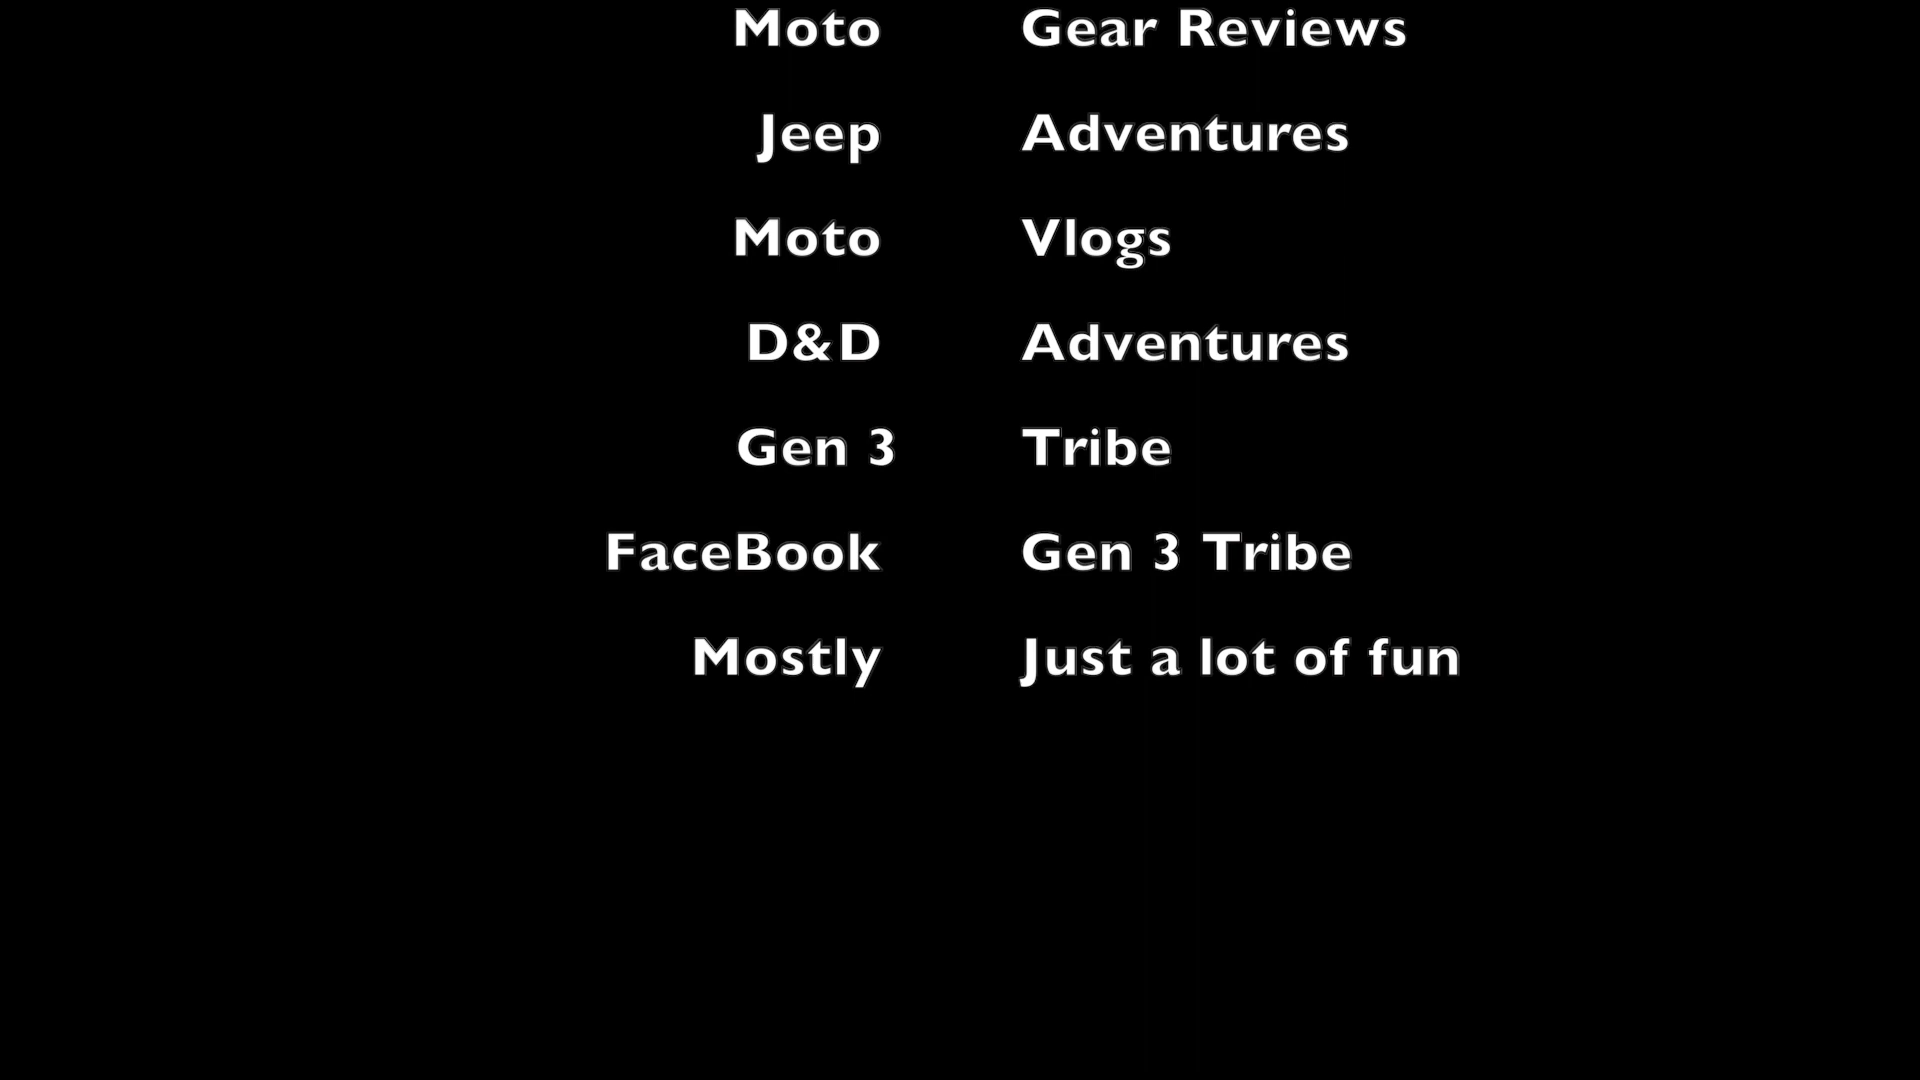 Moto Gear Reviews
Jeep Adventures
Moto Vlogs
D&D Adventures
Gen 3 Tribe
FaceBook Gen 3 Tribe
Mostly Just a lot of fun